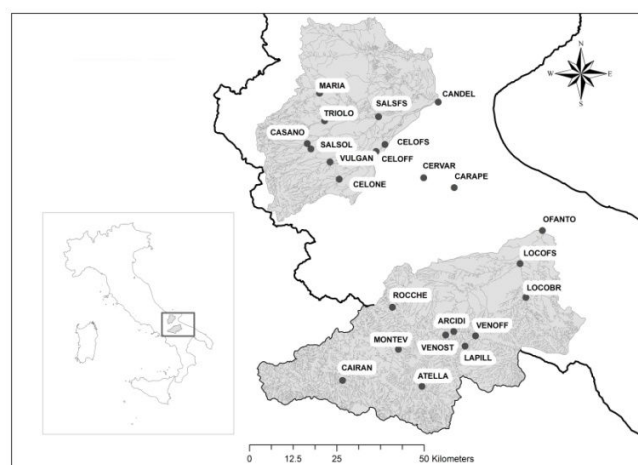 N
W E
S
MARIA
CANDEL
TRIOLO
SALSFS
CASANO
SALSOL
CELOFS
VULGAN
CELOFF
CERVAR
CELONE
CARAPE
OFANTO
LOCOFS
LOCOBR
ROCCHE
ARCIDI
VENOFF
MONTEV
VENOST
LAPILL
CAIRAN
ATELLA
0 12.5 25 50 Kilometers